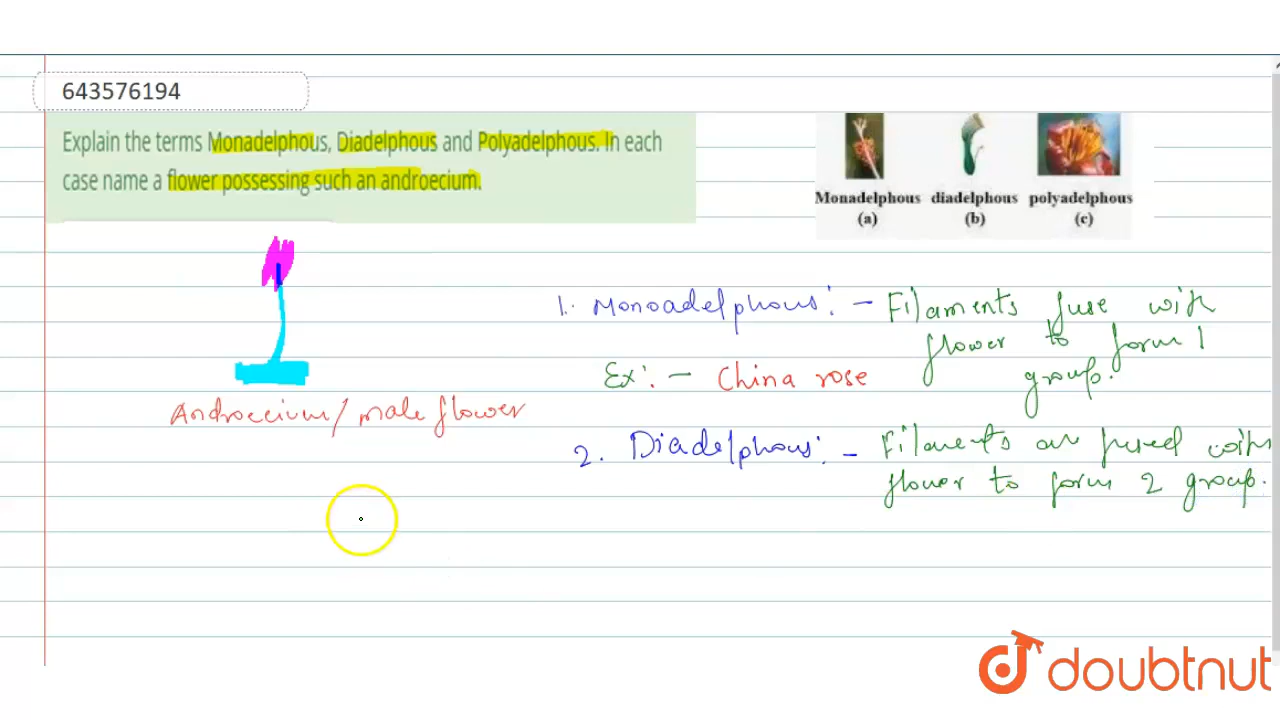 643576194
Explain the terms Monadelphous, Diadelphous and Polyadelphous. In each
case name a flower possessing such an androecium.
Monadelphous diadelphous polyadelphous
(a) (b) (c)
1. Monoadelphous: - Filaments fuse with
flower to form 1
group.
Ex: - China rose
Androecium/male flower
2. Diadelphous: - Filaments are fused with
flower to form 2 group.
doubtnut